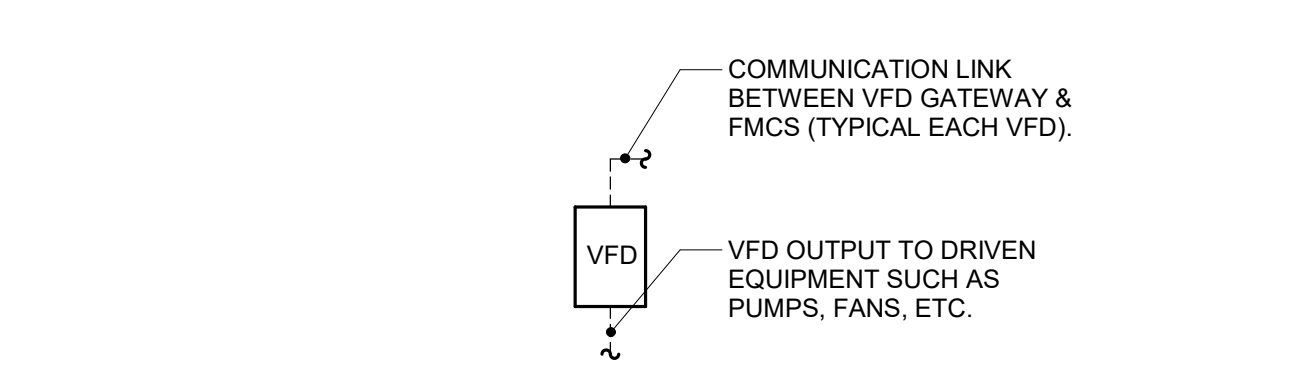 COMMUNICATION LINK
BETWEEN VFD GATEWAY &
FMCS (TYPICAL EACH VFD).
VFD
VFD OUTPUT TO DRIVEN
EQUIPMENT SUCH AS
PUMPS, FANS, ETC.